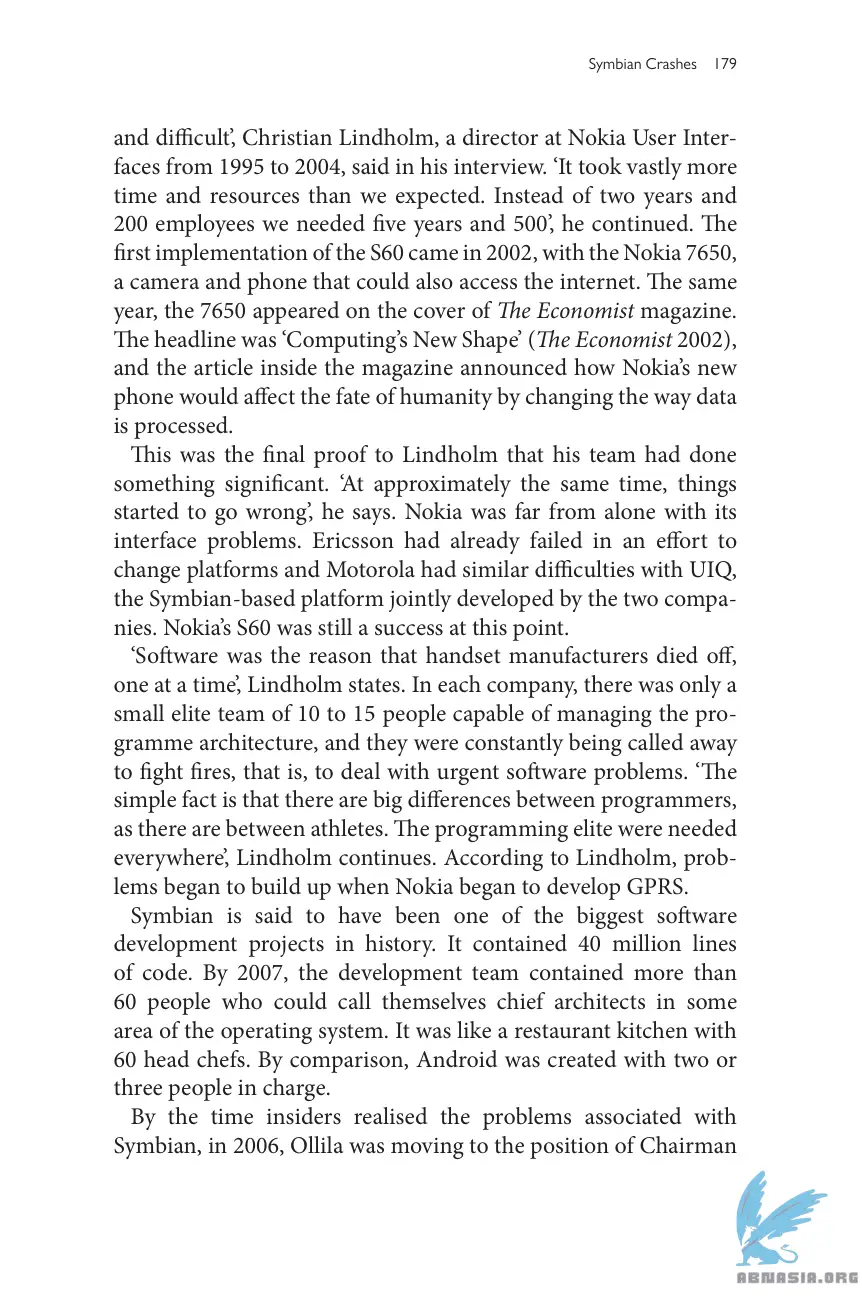 Symbian Crashes 179
and difficult’, Christian Lindholm, a director at Nokia User Inter-
faces from 1995 to 2004, said in his interview. ‘It took vastly more
time and resources than we expected. Instead of two years and
200 employees we needed five years and 500’, he continued. The
first implementation of the S60 came in 2002, with the Nokia 7650,
a camera and phone that could also access the internet. The same
year, the 7650 appeared on the cover of The Economist magazine.
The headline was ‘Computing’s New Shape’ (The Economist 2002),
and the article inside the magazine announced how Nokia’s new
phone would affect the fate of humanity by changing the way data
is processed.
This was the final proof to Lindholm that his team had done
something significant. ‘At approximately the same time, things
started to go wrong’, he says. Nokia was far from alone with its
interface problems. Ericsson had already failed in an effort to
change platforms and Motorola had similar difficulties with UIQ,
the Symbian-based platform jointly developed by the two compa-
nies. Nokia’s S60 was still a success at this point.
‘Software was the reason that handset manufacturers died off,
one at a time’, Lindholm states. In each company, there was only a
small elite team of 10 to 15 people capable of managing the pro-
gramme architecture, and they were constantly being called away
to fight fires, that is, to deal with urgent software problems. ‘The
simple fact is that there are big differences between programmers,
as there are between athletes. The programming elite were needed
everywhere’, Lindholm continues. According to Lindholm, prob-
lems began to build up when Nokia began to develop GPRS.
Symbian is said to have been one of the biggest software
development projects in history. It contained 40 million lines
of code. By 2007, the development team contained more than
60 people who could call themselves chief architects in some
area of the operating system. It was like a restaurant kitchen with
60 head chefs. By comparison, Android was created with two or
three people in charge.
By the time insiders realised the problems associated with
Symbian, in 2006, Ollila was moving to the position of Chairman
ABNASIA.ORG